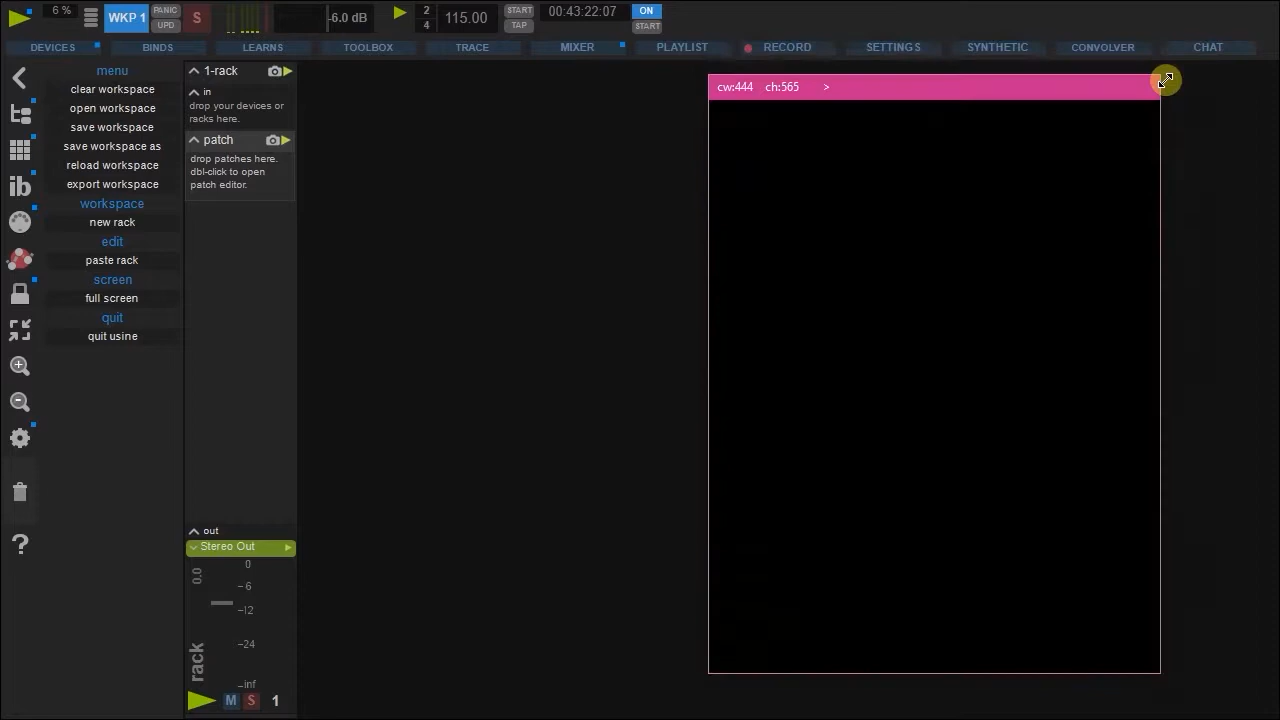 6 %
WKP 1
PANIC
UPD
S
-6.0 dB
2
4
115.00
START
TAP
00:43:22:07
ON
START
DEVICES
BINDS
LEARNS
TOOLBOX
TRACE
MIXER
PLAYLIST
RECORD
SETTINGS
SYNTHETIC
CONVOLVER
CHAT
menu
clear workspace
open workspace
save workspace
save workspace as
reload workspace
export workspace
workspace
new rack
edit
paste rack
screen
full screen
quit
quit usine
ib
?
1-rack
in
drop your devices or
racks here.
patch
drop patches here.
dbl-click to open
patch editor.
out
Stereo Out
0.0
0
-6
-12
-24
-inf
rack
M S 1
cw:444 ch:565 >